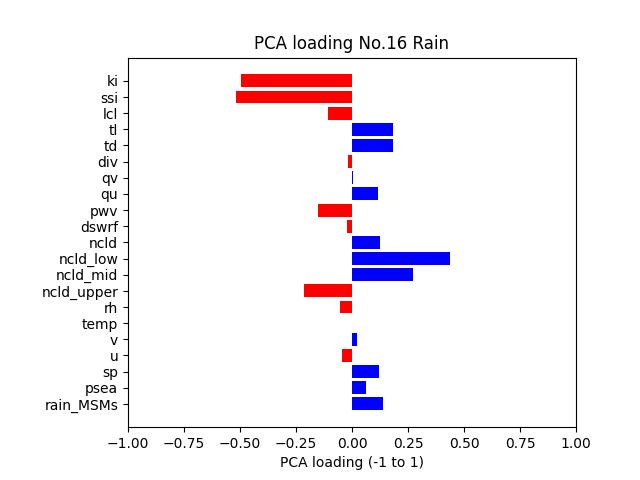 PCA loading No.16 Rain
ki
ssi
lcl
tl
td
div
qv
qu
pwv
dswrf
ncld
ncld_low
ncld_mid
ncld_upper
rh
temp
v
u
sp
psea
rain_MSMs
−1.00 −0.75 −0.50 −0.25 0.00 0.25 0.50 0.75 1.00
PCA loading (-1 to 1)